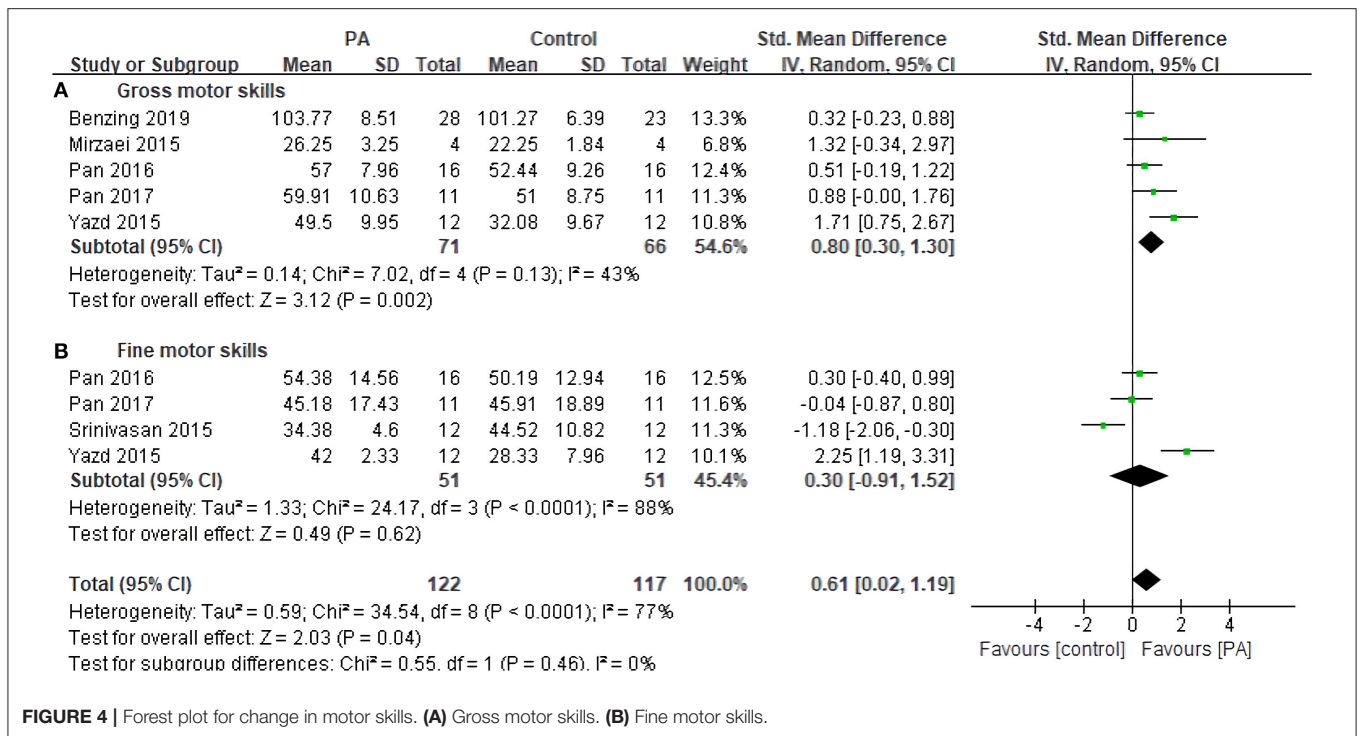 PA Control Std. Mean Difference Std. Mean Difference
Study or Subgroup Mean SD Total Mean SD Total Weight IV, Random, 95% CI IV, Random, 95% CI
A Gross motor skills
Benzing 2019 103.77 8.51 28 101.27 6.39 23 13.3% 0.32 [-0.23, 0.88]
Mirzaei 2015 26.25 3.25 4 22.25 1.84 4 6.8% 1.32 [-0.34, 2.97]
Pan 2016 57 7.96 16 52.44 9.26 16 12.4% 0.51 [-0.19, 1.22]
Pan 2017 59.91 10.63 11 51 8.75 11 11.3% 0.88 [-0.00, 1.76]
Yazd 2015 49.5 9.95 12 32.08 9.67 12 10.8% 1.71 [0.75, 2.67]
Subtotal (95% CI) 71 66 54.6% 0.80 [0.30, 1.30]
Heterogeneity: Tau² = 0.14; Chi² = 7.02, df = 4 (P = 0.13); I² = 43%
Test for overall effect: Z = 3.12 (P = 0.002)
B Fine motor skills
Pan 2016 54.38 14.56 16 50.19 12.94 16 12.5% 0.30 [-0.40, 0.99]
Pan 2017 45.18 17.43 11 45.91 18.89 11 11.6% -0.04 [-0.87, 0.80]
Srinivasan 2015 34.38 4.6 12 44.52 10.82 12 11.3% -1.18 [-2.06, -0.30]
Yazd 2015 42 2.33 12 28.33 7.96 12 10.1% 2.25 [1.19, 3.31]
Subtotal (95% CI) 51 51 45.4% 0.30 [-0.91, 1.52]
Heterogeneity: Tau² = 1.33; Chi² = 24.17, df = 3 (P < 0.0001); I² = 88%
Test for overall effect: Z = 0.49 (P = 0.62)
Total (95% CI) 122 117 100.0% 0.61 [0.02, 1.19]
Heterogeneity: Tau² = 0.59; Chi² = 34.54, df = 8 (P < 0.0001); I² = 77%
Test for overall effect: Z = 2.03 (P = 0.04)
Test for subgroup differences: Chi² = 0.55. df = 1 (P = 0.46). I² = 0%
-4 -2 0 2 4
Favours [control] Favours [PA]
FIGURE 4 | Forest plot for change in motor skills. (A) Gross motor skills. (B) Fine motor skills.